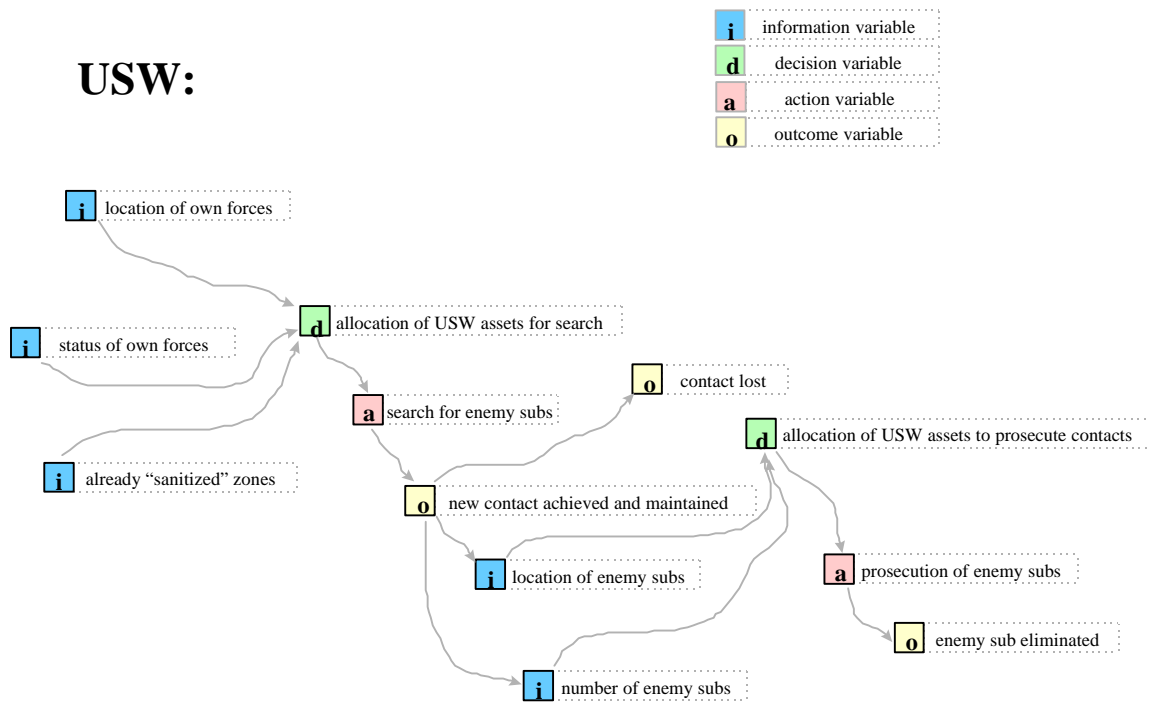 i information variable
USW:
d decision variable
a action variable
o outcome variable
i location of own forces
d allocation of USW assets for search
i status of own forces
o contact lost
a search for enemy subs
d allocation of USW assets to prosecute contacts
i already “sanitized” zones
o new contact achieved and maintained
i location of enemy subs
a prosecution of enemy subs
o enemy sub eliminated
i number of enemy subs